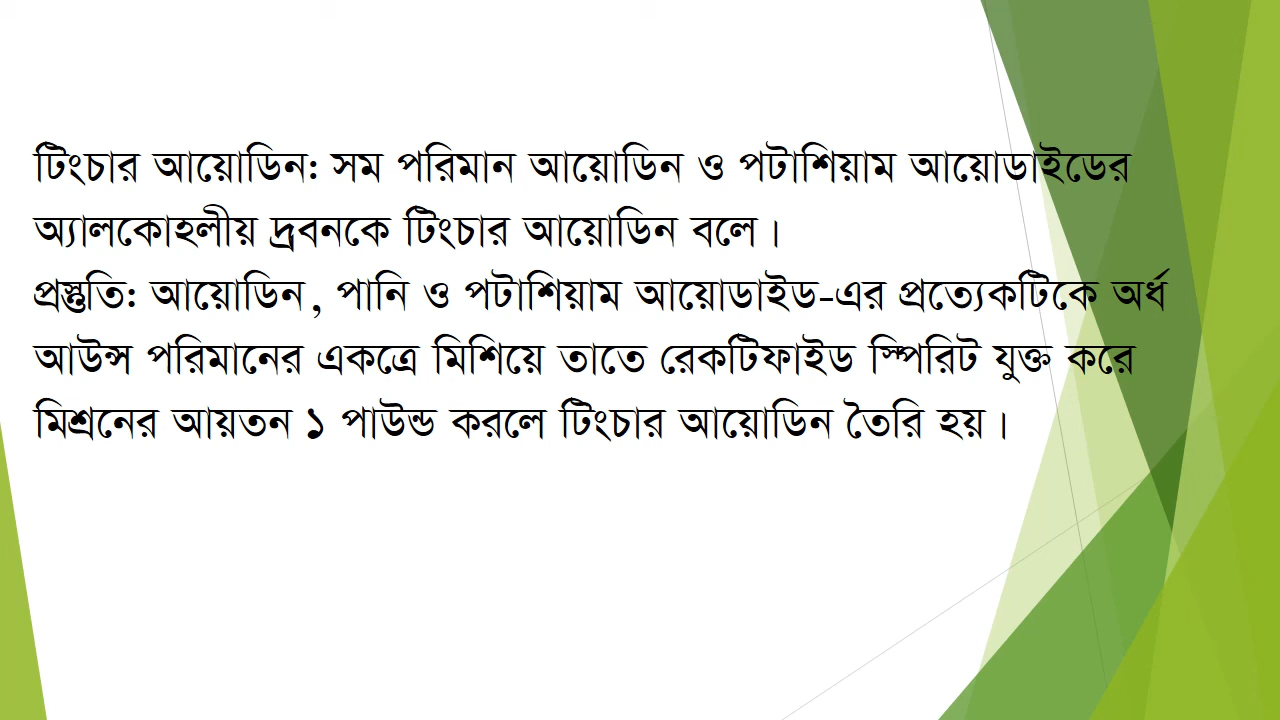 টিংচার আয়োডিন: সম পরিমান আয়োডিন ও পটাশিয়াম আয়োডাইডের
অ্যালকোহলীয় দ্রবনকে টিংচার আয়োডিন বলে।
প্রস্তুতি: আয়োডিন, পানি ও পটাশিয়াম আয়োডাইড-এর প্রত্যেকটিকে অর্ধ
আউন্স পরিমানের একত্রে মিশিয়ে তাতে রেকটিফাইড স্পিরিট যুক্ত করে
মিশ্রনের আয়তন ১ পাউন্ড করলে টিংচার আয়োডিন তৈরি হয়।